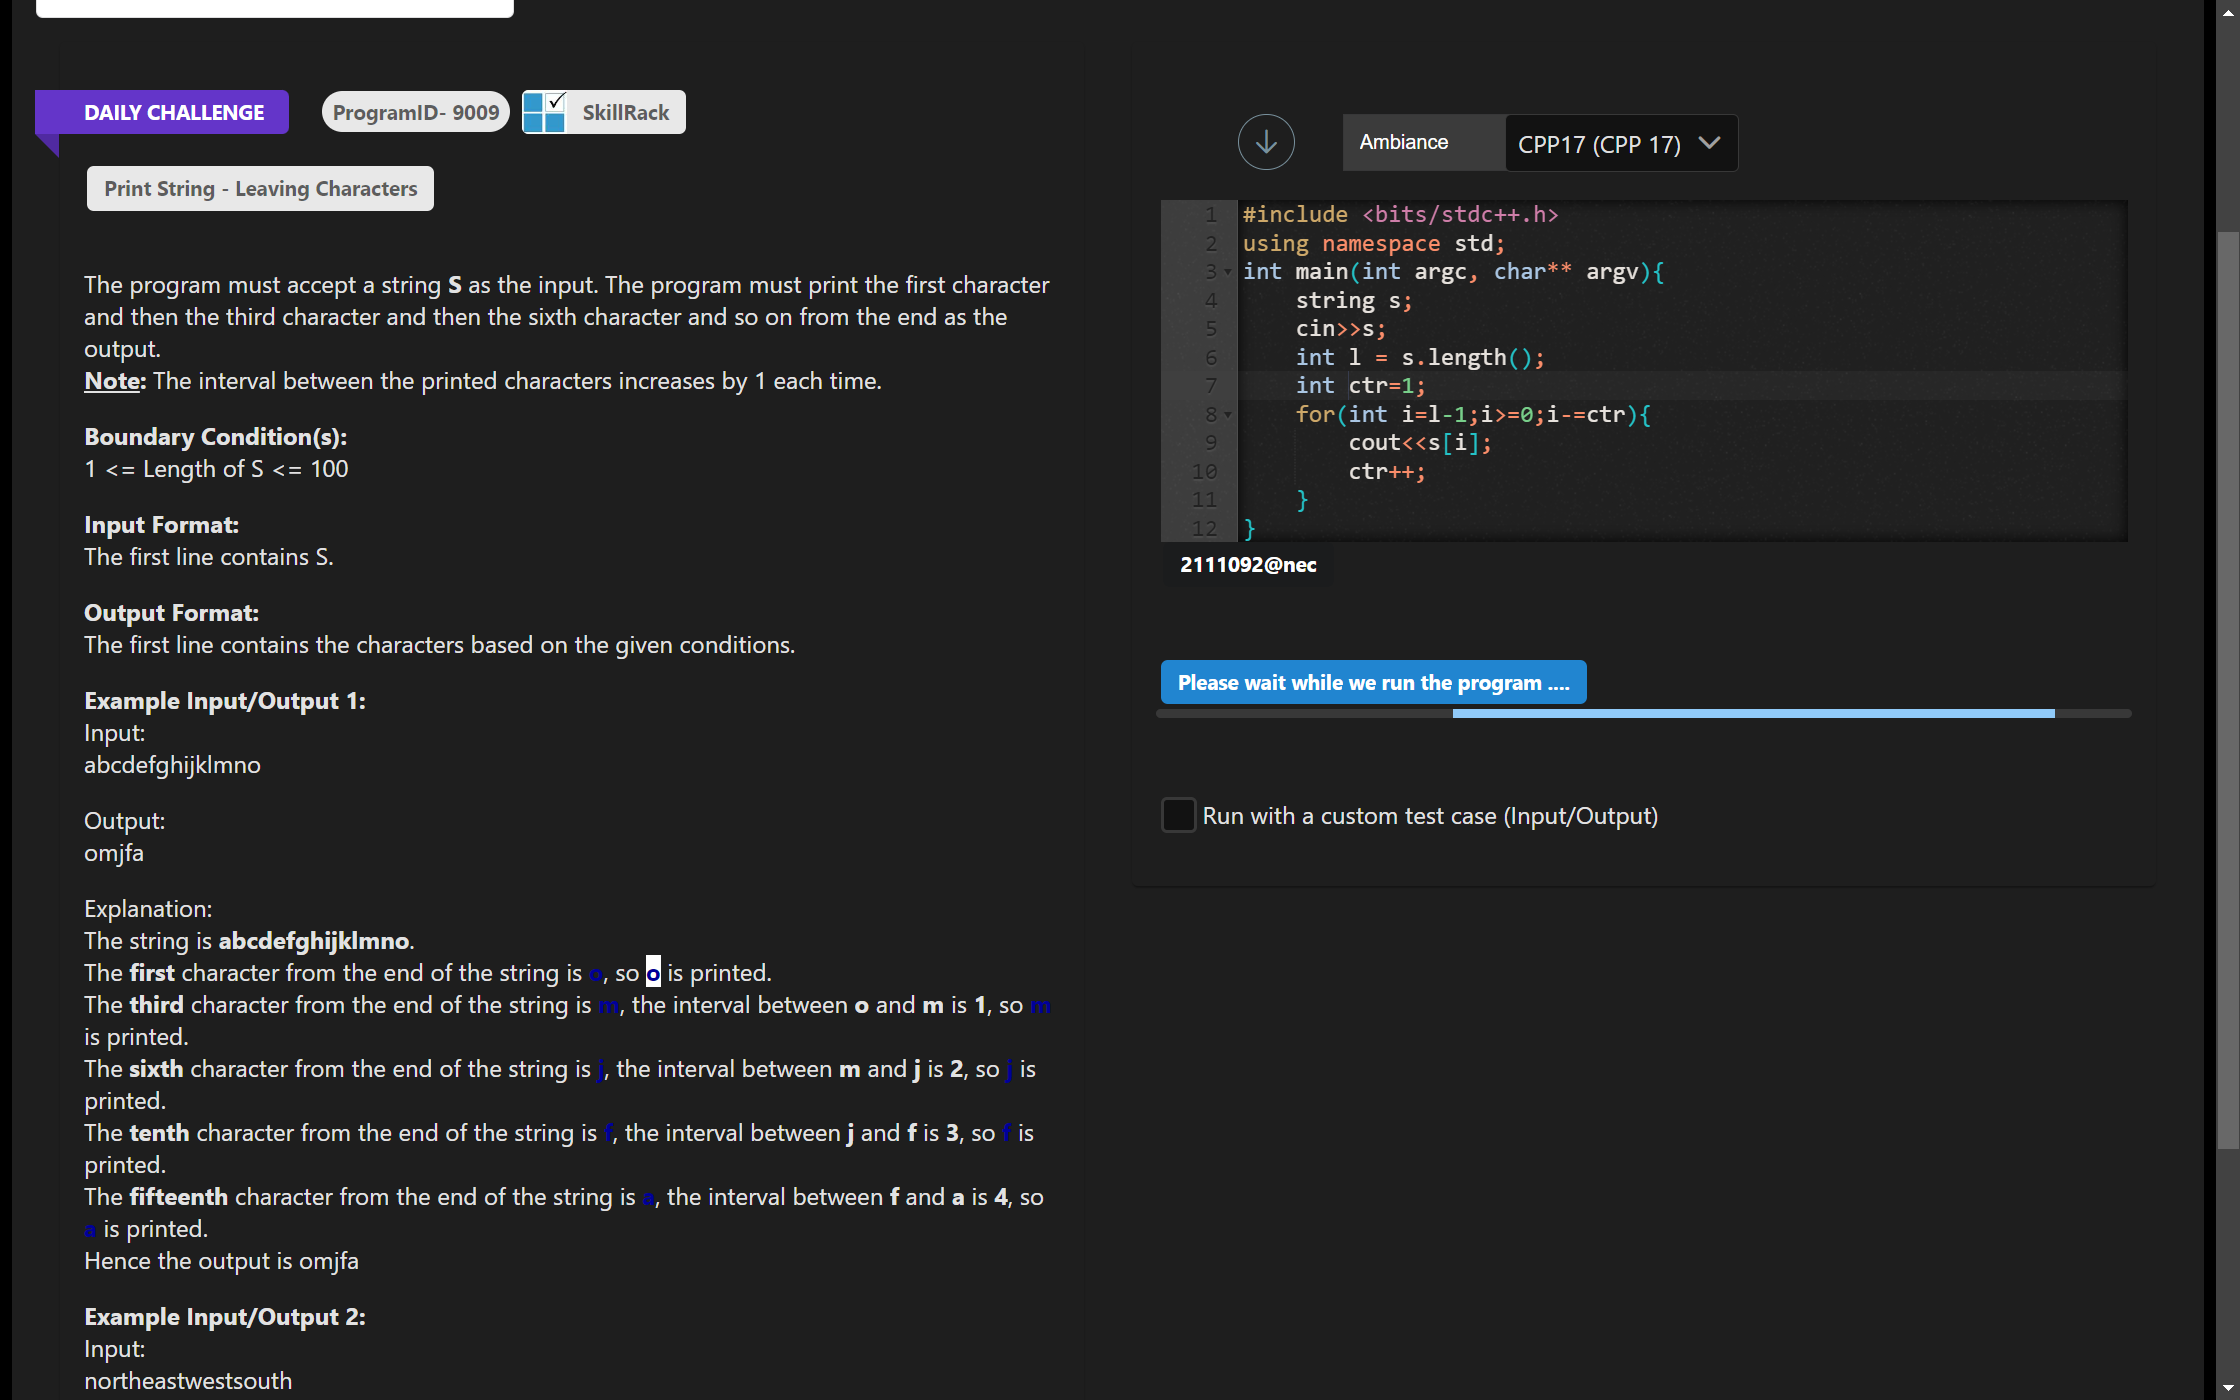 DAILY CHALLENGE
ProgramID- 9009
SkillRack
Print String - Leaving Characters
The program must accept a string S as the input. The program must print the first character
and then the third character and then the sixth character and so on from the end as the
output.
Note: The interval between the printed characters increases by 1 each time.
Boundary Condition(s):
1 <= Length of S <= 100
Input Format:
The first line contains S.
Output Format:
The first line contains the characters based on the given conditions.
Example Input/Output 1:
Input:
abcdefghijklmno
Output:
omjfa
Explanation:
The string is abcdefghijklmno.
The first character from the end of the string is o, so o is printed.
The third character from the end of the string is m, the interval between o and m is 1, so m
is printed.
The sixth character from the end of the string is j, the interval between m and j is 2, so j is
printed.
The tenth character from the end of the string is f, the interval between j and f is 3, so f is
printed.
The fifteenth character from the end of the string is a, the interval between f and a is 4, so
a is printed.
Hence the output is omjfa
Example Input/Output 2:
Input:
northeastwestsouth
Ambiance
CPP17 (CPP 17)
1 #include <bits/stdc++.h>
2 using namespace std;
3 int main(int argc, char** argv){
4 string s;
5 cin>>s;
6 int l = s.length();
7 int ctr=1;
8 for(int i=l-1;i>=0;i-=ctr){
9 cout<<s[i];
10 ctr++;
11 }
12 }
2111092@nec
Please wait while we run the program ....
Run with a custom test case (Input/Output)